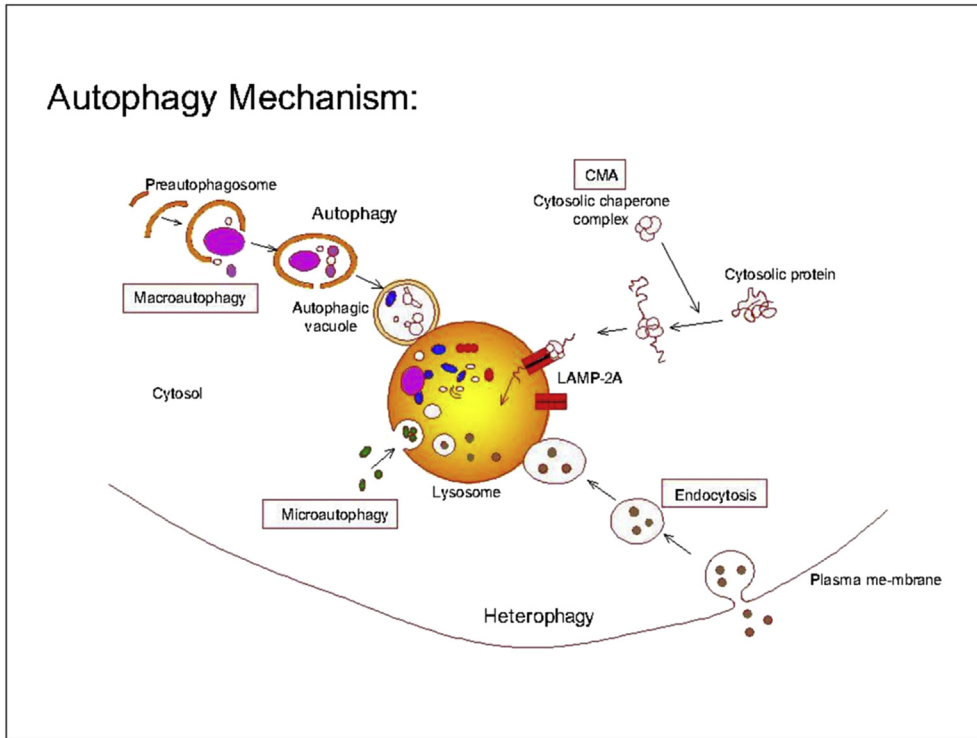 Autophagy Mechanism:
Preautophagosome
Autophagy
Macroautophagy
Autophagic
vacuole
CMA
Cytosolic chaperone
complex
Cytosolic protein
LAMP-2A
Cytosol
Lysosome
Microautophagy
Endocytosis
Plasma me-mbrane
Heterophagy